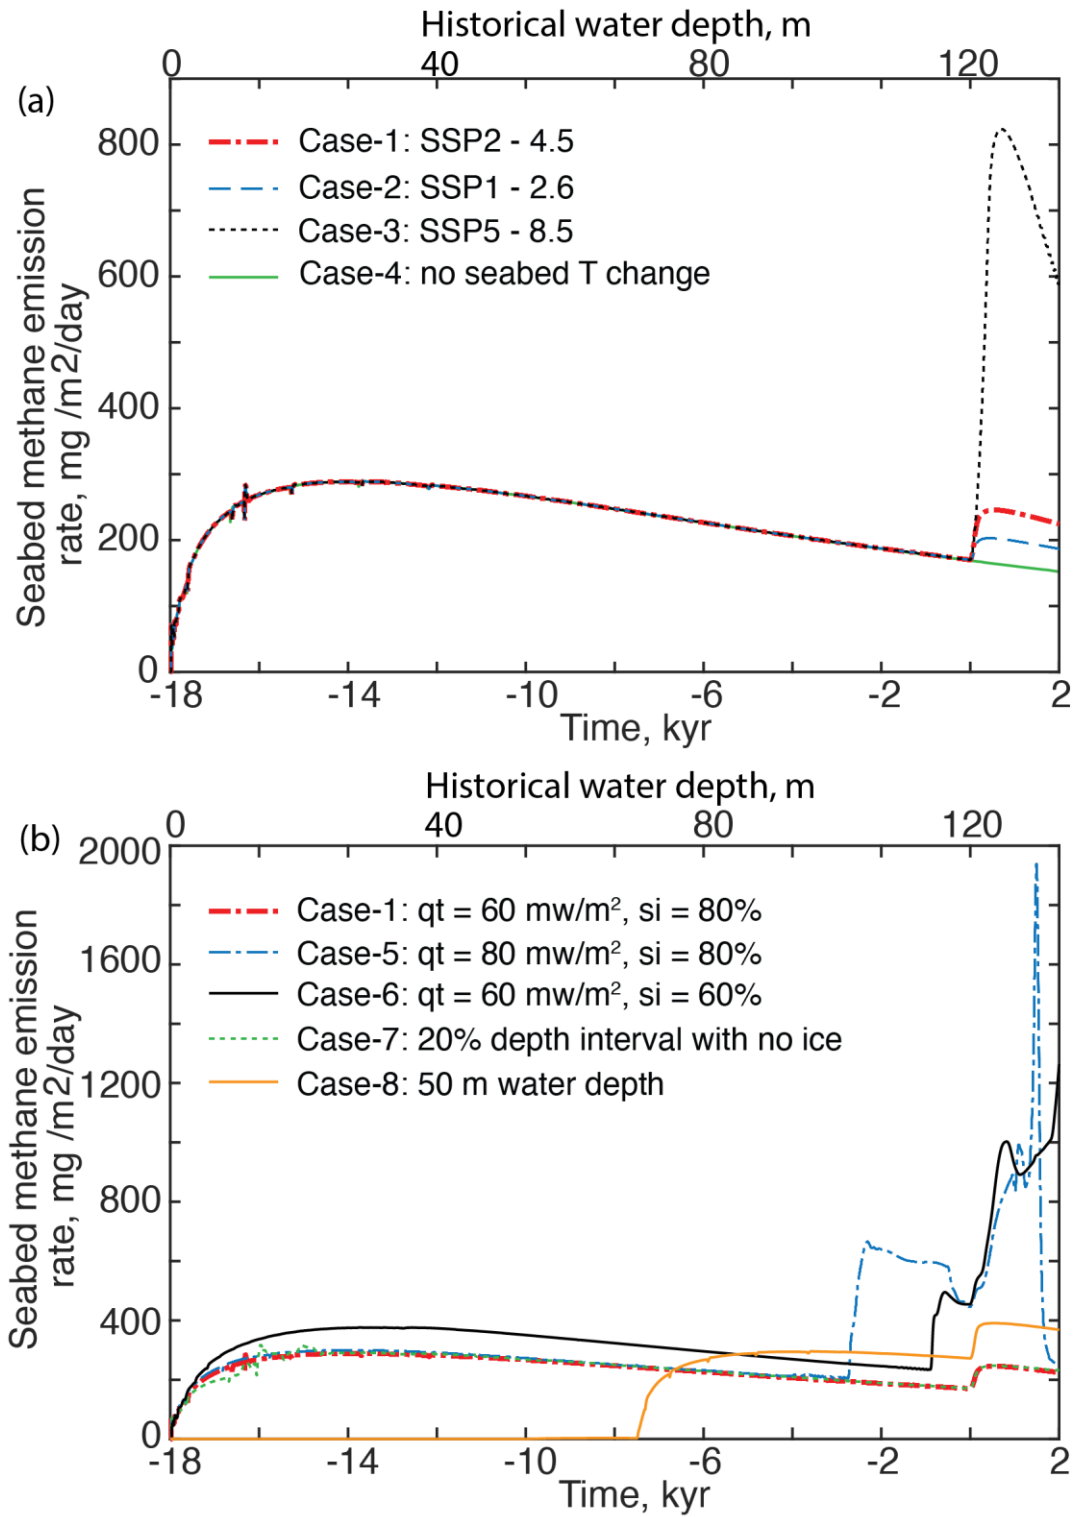 Historical water depth, m
0 40 80 120
(a)
800
600
400
200
0
Seabed methane emission
rate, mg /m2/day
Case-1: SSP2 - 4.5
Case-2: SSP1 - 2.6
Case-3: SSP5 - 8.5
Case-4: no seabed T change
-18 -14 -10 -6 -2 2
Time, kyr
Historical water depth, m
0 40 80 120
(b)
2000
1600
1200
800
400
0
Seabed methane emission
rate, mg /m2/day
Case-1: qt = 60 mw/m², si = 80%
Case-5: qt = 80 mw/m², si = 80%
Case-6: qt = 60 mw/m², si = 60%
Case-7: 20% depth interval with no ice
Case-8: 50 m water depth
-18 -14 -10 -6 -2 2
Time, kyr